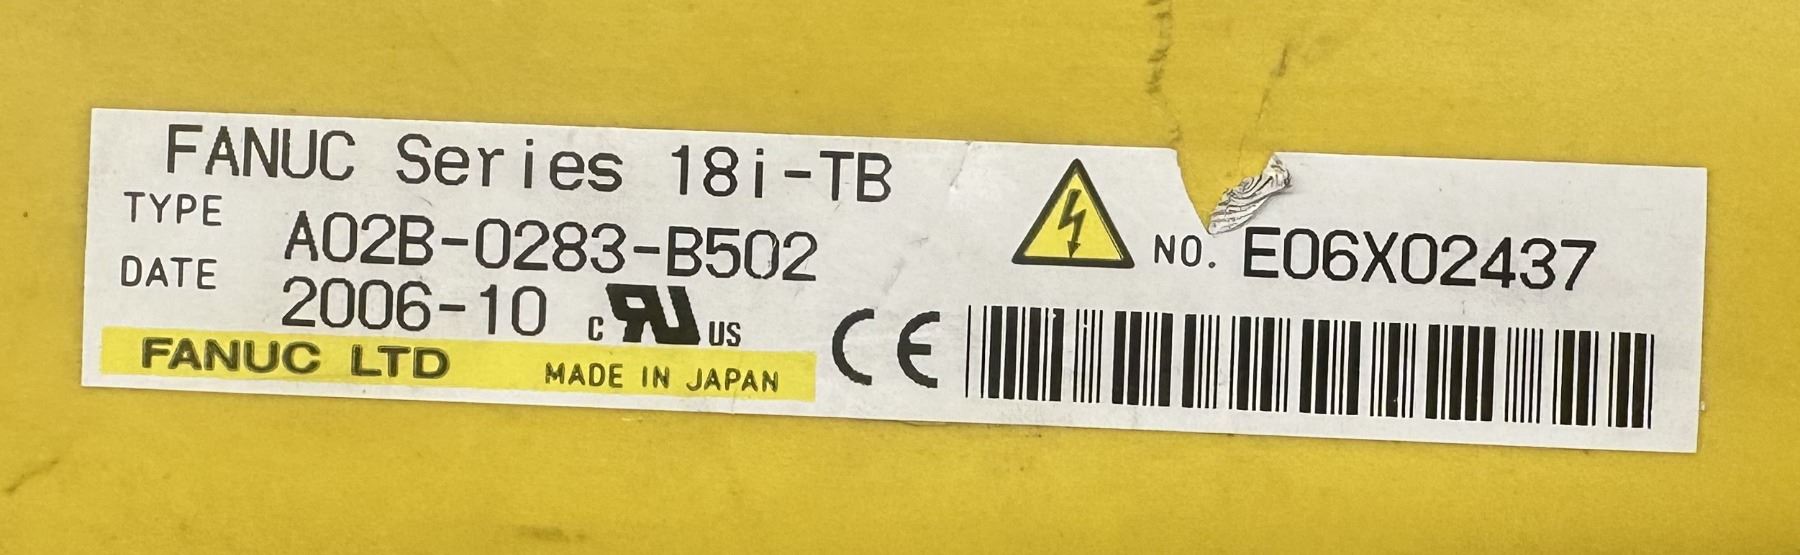 FANUC Series 18i-TB
TYPE A02B-0283-B502
NO. E06X02437
DATE 2006-10
c RU US
CE
FANUC LTD MADE IN JAPAN